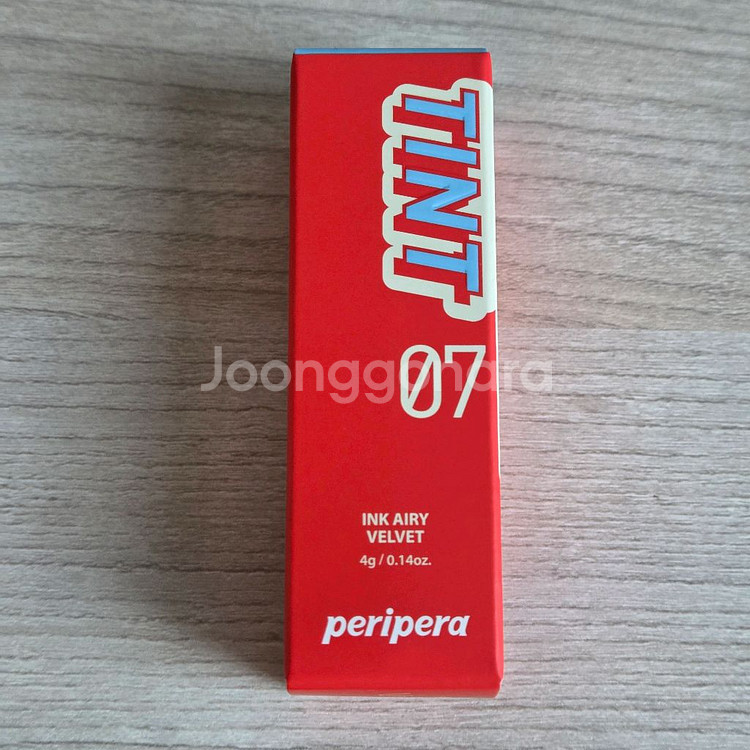 TINT
07
Joonggonara
INK AIRY
VELVET
4g / 0.14oz.
peripera